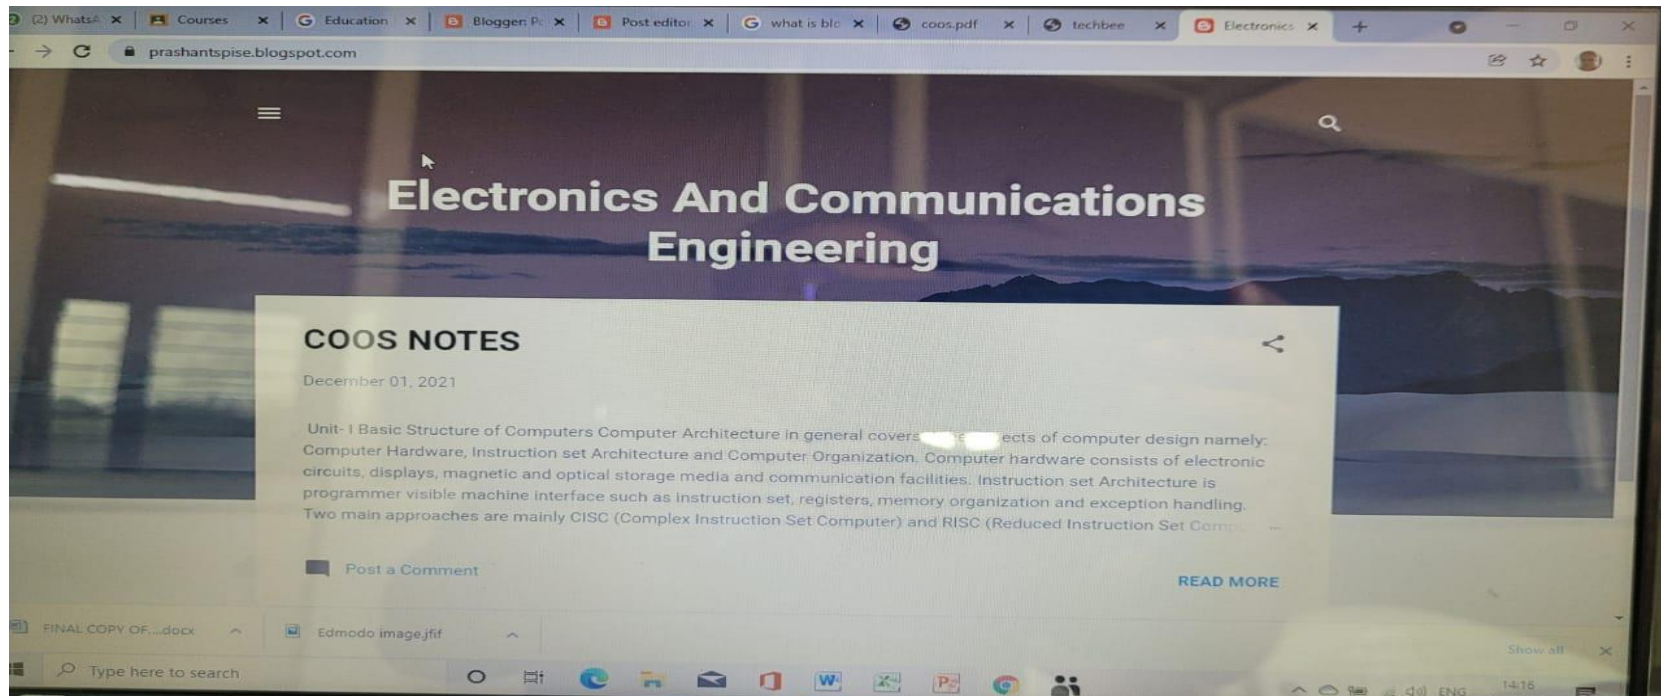 (2) WhatsA
Courses
Education
Blogger: Po
Post editor
what is blo
coos.pdf
techbee
Electronics
prashantspise.blogspot.com
Electronics And Communications
Engineering
COOS NOTES
December 01, 2021
Unit- I Basic Structure of Computers Computer Architecture in general covers of computer design namely:
Computer Hardware, Instruction set Architecture and Computer Organization. Computer hardware consists of electronic
circuits, displays, magnetic and optical storage media and communication facilities. Instruction set Architecture is
programmer visible machine interface such as instruction set, registers, memory organization and exception handling.
Two main approaches are mainly CISC (Complex Instruction Set Computer) and RISC (Reduced Instruction Set Comp ...
Post a Comment
READ MORE
FINAL COPY OF....docx
Edmodo image.jfif
Show all
Type here to search
ENG
14:16